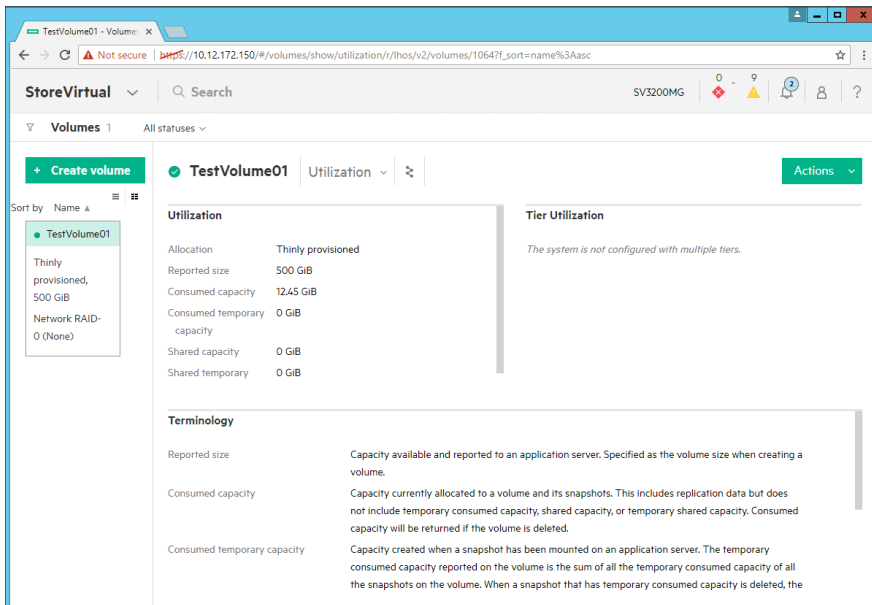 TestVolume01 - Volumes
Not secure | https://10.12.172.150/#/volumes/show/utilization/r/lhos/v2/volumes/1064?f_sort=name%3Aasc
StoreVirtual
Search
SV3200MG
0 - 9
2
?
Volumes 1
All statuses
+ Create volume
TestVolume01
Utilization
Actions
Sort by Name
TestVolume01
Thinly
provisioned,
500 GiB
Network RAID-
0 (None)
Utilization
Allocation Thinly provisioned
Reported size 500 GiB
Consumed capacity 12.45 GiB
Consumed temporary 0 GiB
capacity
Shared capacity 0 GiB
Shared temporary 0 GiB
Tier Utilization
The system is not configured with multiple tiers.
Terminology
Reported size Capacity available and reported to an application server. Specified as the volume size when creating a
volume.
Consumed capacity Capacity currently allocated to a volume and its snapshots. This includes replication data but does
not include temporary consumed capacity, shared capacity, or temporary shared capacity. Consumed
capacity will be returned if the volume is deleted.
Consumed temporary capacity Capacity created when a snapshot has been mounted on an application server. The temporary
consumed capacity reported on the volume is the sum of all the temporary consumed capacity of all
the snapshots on the volume. When a snapshot that has temporary consumed capacity is deleted, the